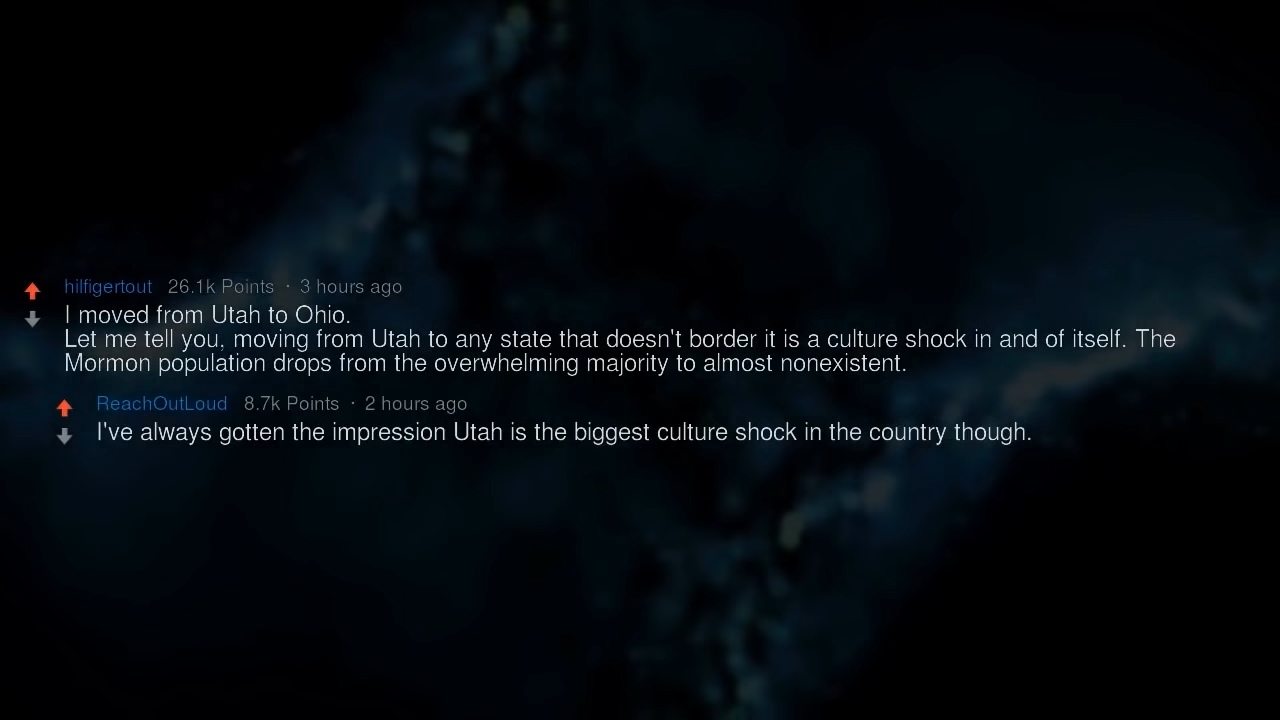 hilfigertout 26.1k Points · 3 hours ago
I moved from Utah to Ohio.
Let me tell you, moving from Utah to any state that doesn't border it is a culture shock in and of itself. The
Mormon population drops from the overwhelming majority to almost nonexistent.
ReachOutLoud 8.7k Points · 2 hours ago
I've always gotten the impression Utah is the biggest culture shock in the country though.